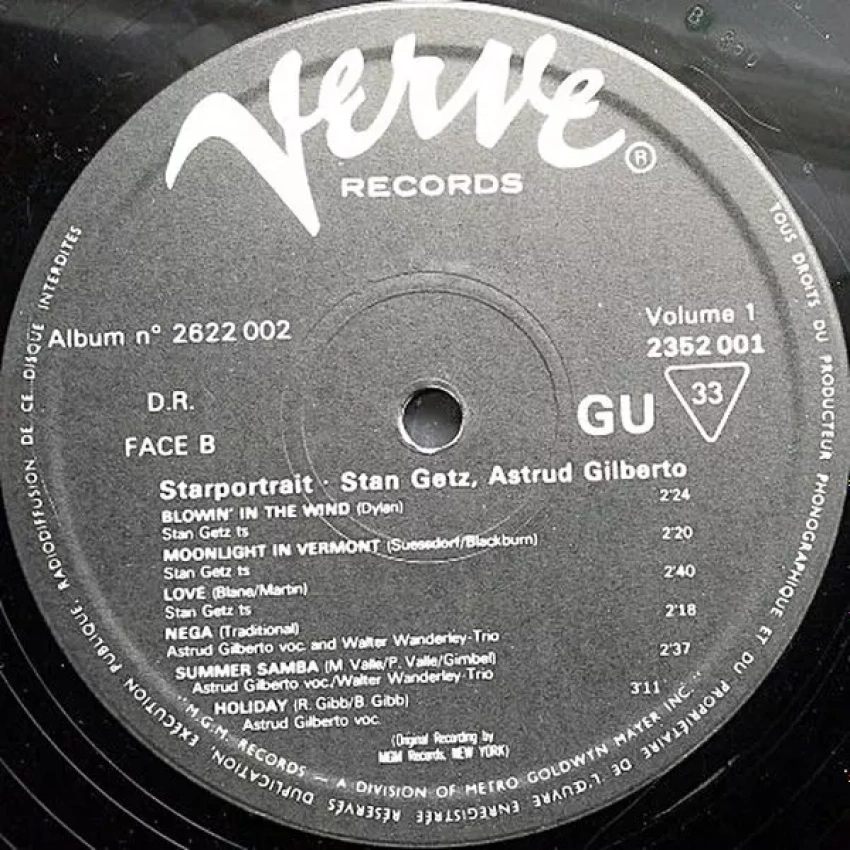 Verve
RECORDS
®
Album n° 2622 002
Volume 1
2352 001
D.R.
GU
33
FACE B
Starportrait · Stan Getz, Astrud Gilberto
BLOWIN' IN THE WIND (Dylan) 2'24
Stan Getz ts
MOONLIGHT IN VERMONT (Suessdorf/Blackburn) 2'20
Stan Getz ts
LOVE (Blane/Martin) 2'40
Stan Getz ts
NEGA (Traditional) 2'18
Astrud Gilberto voc. and Walter Wanderley-Trio
SUMMER SAMBA (M. Valle/P. Valle/Gimbel) 2'37
Astrud Gilberto voc./Walter Wanderley-Trio
HOLIDAY (R. Gibb/B. Gibb) 3'11
Astrud Gilberto voc.
(Original Recording by
MGM Records, NEW YORK)
"M.G.M. RECORDS — A DIVISION OF METRO GOLDWYN MAYER INC."
TOUS DROITS DU PRODUCTEUR PHONOGRAPHIQUE ET DU PROPRIÉTAIRE DE L'ŒUVRE ENREGISTRÉE RÉSERVÉS DUPLICATION, EXÉCUTION PUBLIQUE, RADIODIFFUSION DE CE DISQUE INTERDITES